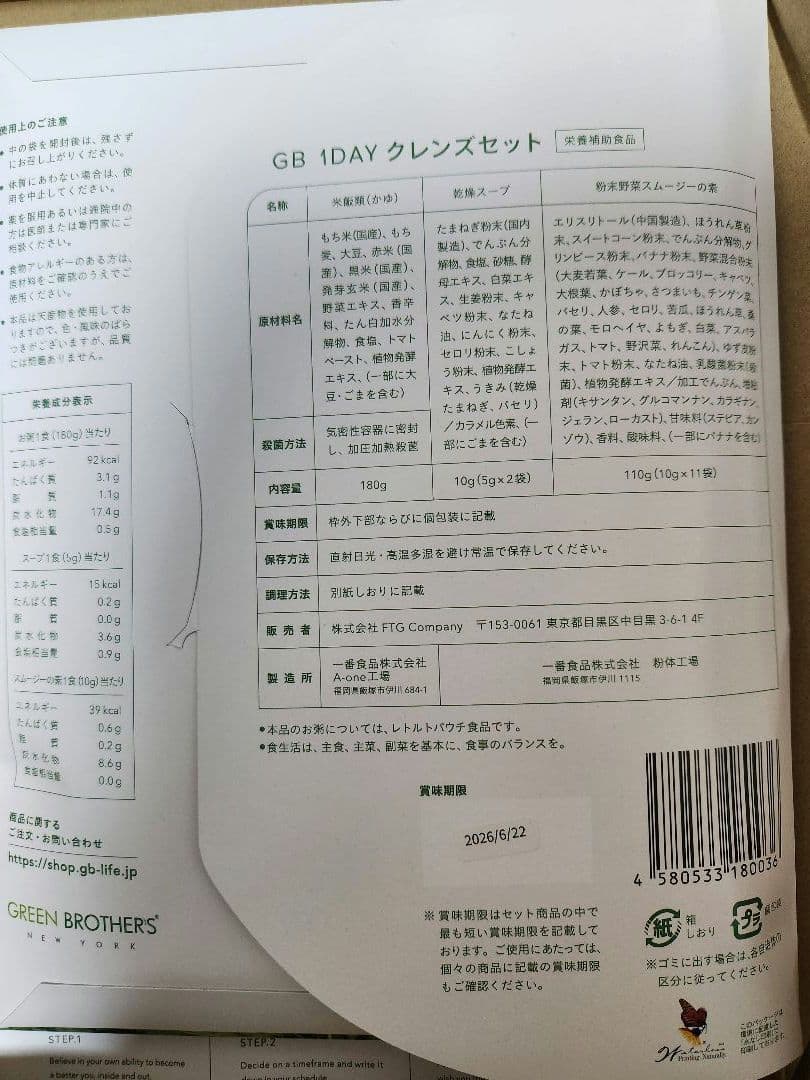 使用上のご注意
● 中の袋を開封後は、残さず
にお召し上がりください。
● 体質にあわない場合は、使
用を中止してください。
● 薬を服用あるいは通院中の
方は医師または専門家にご
相談ください。
● 食物アレルギーのある方は、
原材料をご確認のうえでご
使用ください。
● 本品は天産物を使用してお
りますので、色・風味のばら
つきがございますが、品質
には問題ありません。
栄養成分表示
お粥1食(180g)当たり
エネルギー 92kcal
たんぱく質 3.1g
脂質 1.1g
炭水化物 17.4g
食塩相当量 0.5g
スープ1食(5g)当たり
エネルギー 15kcal
たんぱく質 0.2g
脂質 0.0g
炭水化物 3.6g
食塩相当量 0.9g
スムージーの素1食(10g)当たり
エネルギー 39kcal
たんぱく質 0.6g
脂質 0.2g
炭水化物 8.6g
食塩相当量 0.0g
商品に関する
ご注文・お問い合わせ
https://shop.gb-life.jp
GREEN BROTHER'S®
NEW YORK
GB 1DAY クレンズセット 栄養補助食品
名称 米飯類(かゆ) 乾燥スープ 粉末野菜スムージーの素
原材料名
もち米(国産)、もち
麦、大豆、赤米(国
産)、黒米(国産)、
発芽玄米(国産)、
野菜エキス、香辛
料、たん白加水分
解物、食塩、トマト
ペースト、植物発酵
エキス、(一部に大
豆・ごまを含む)
たまねぎ粉末(国内
製造)、でんぷん分
解物、食塩、砂糖、酵
母エキス、白菜エキ
ス、生姜粉末、キャ
ベツ粉末、なたね
油、にんにく粉末、
セロリ粉末、こしょ
う粉末、植物発酵エ
キス、うきみ(乾燥
たまねぎ、パセリ)
/カラメル色素、(一
部にごまを含む)
エリスリトール(中国製造)、ほうれん草粉
末、スイートコーン粉末、でんぷん分解物、グ
リンピース粉末、バナナ粉末、野菜混合粉末
(大麦若葉、ケール、ブロッコリー、キャベツ、
大根葉、かぼちゃ、さつまいも、チンゲン菜、
パセリ、人参、セロリ、苦瓜、ほうれん草、桑
の葉、モロヘイヤ、よもぎ、白菜、アスパラ
ガス、トマト、野沢菜、れんこん)、ゆず皮粉
末、トマト粉末、なたね油、乳酸菌粉末(殺
菌)、植物発酵エキス/加工でんぷん、増粘
剤(キサンタン、グルコマンナン、カラギナン、
ジェラン、ローカスト)、甘味料(ステビア、カン
ゾウ)、香料、酸味料、(一部にバナナを含む)
殺菌方法 気密性容器に密封
し、加圧加熱殺菌
内容量 180g 10g(5g×2袋) 110g(10g×11袋)
賞味期限 枠外下部ならびに個包装に記載
保存方法 直射日光・高温多湿を避け常温で保存してください。
調理方法 別紙しおりに記載
販売者 株式会社 FTG Company 〒153-0061 東京都目黒区中目黒 3-6-1 4F
製造所 一番食品株式会社
A-one工場
福岡県飯塚市伊川 684-1
一番食品株式会社 粉体工場
福岡県飯塚市伊川 1115
●本品のお粥については、レトルトパウチ食品です。
●食生活は、主食、主菜、副菜を基本に、食事のバランスを。
賞味期限
2026/6/22
※ 賞味期限はセット商品の中で
最も短い賞味期限を記載して
おります。ご使用にあたっては、
個々の商品に記載の賞味期限
もご確認ください。
4 580533 180036
紙 箱
しおり
プラ 個包装
※ゴミに出す場合は、各自治体の
区分に従ってください。
Waterless
Printing Naturally.
このパッケージは
環境に配慮した
「水なし印刷」で
印刷しております。
STEP.1
Believe in your own ability to become
a better you, inside and out.
STEP.2
Decide on a timeframe and write it
down in your schedule.